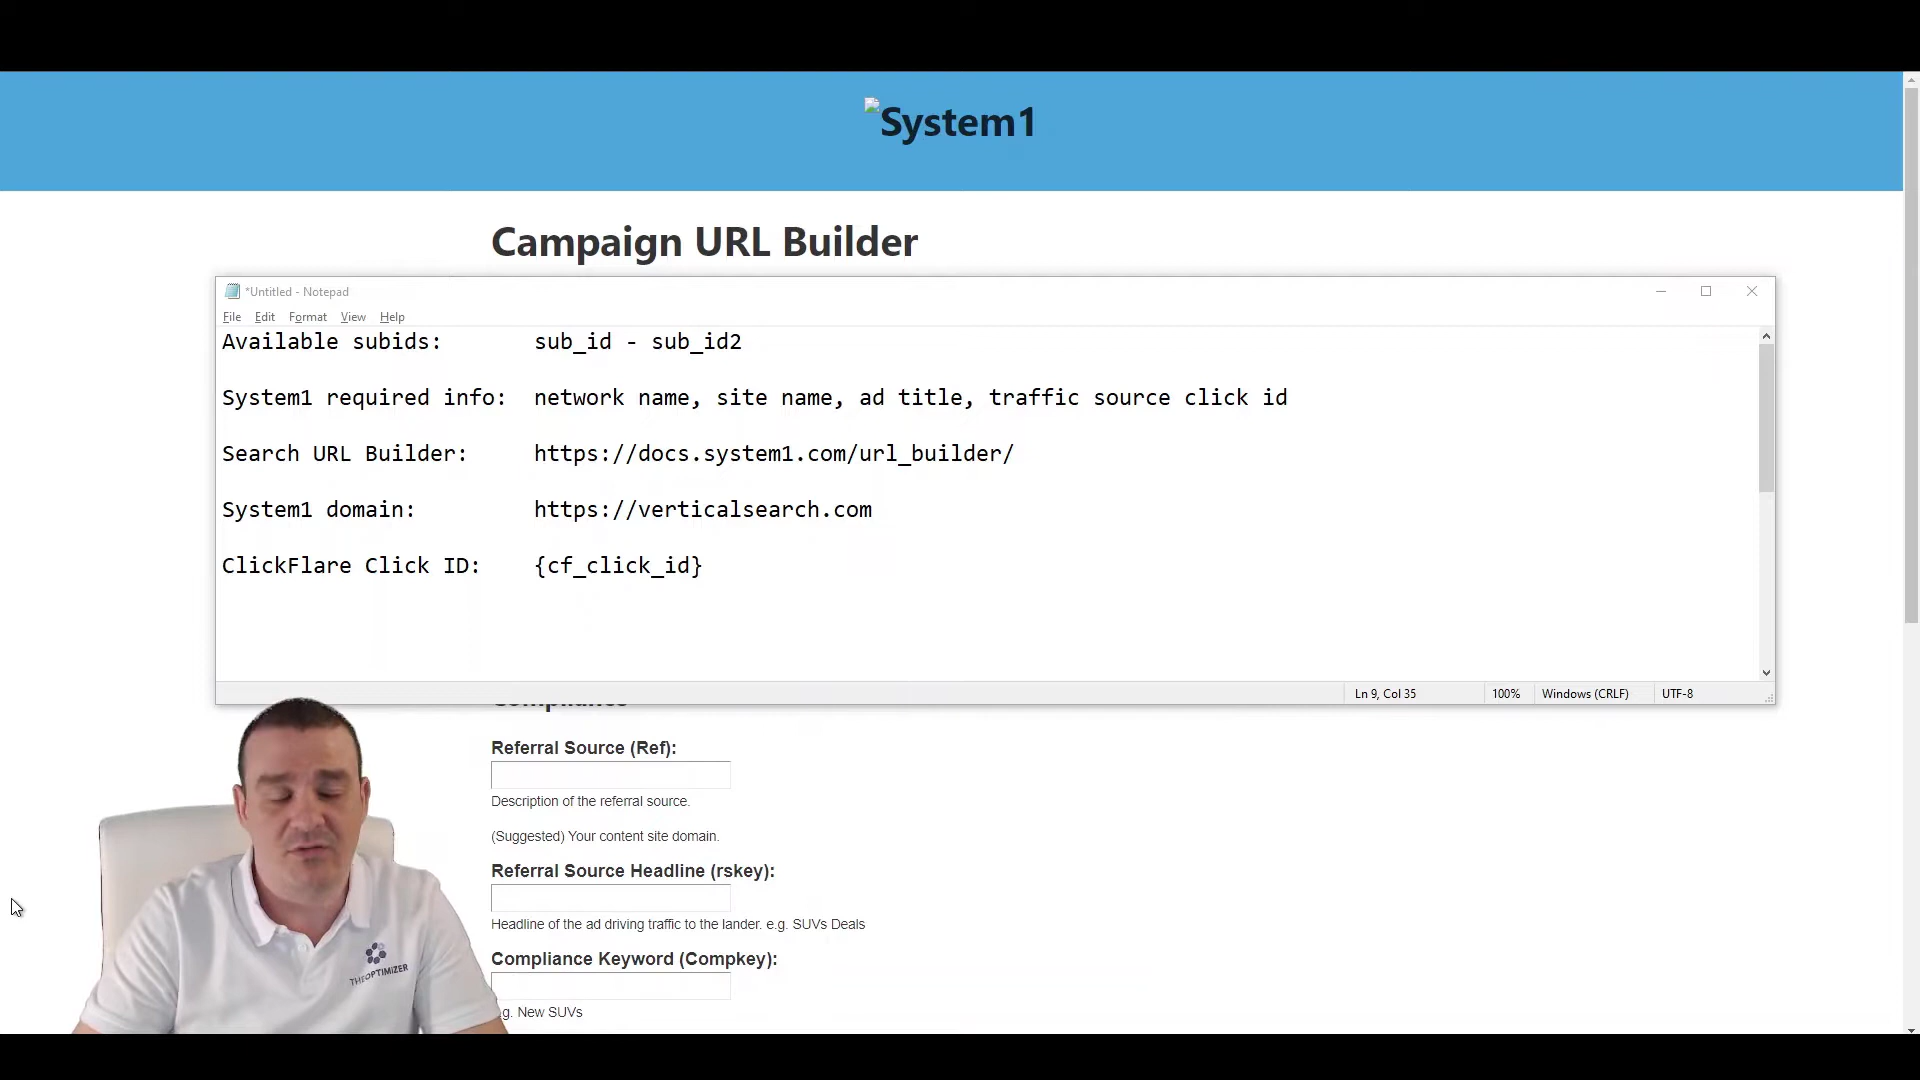 System1
Campaign URL Builder
*Untitled - Notepad
File Edit Format View Help
Available subids: sub_id - sub_id2
System1 required info: network name, site name, ad title, traffic source click id
Search URL Builder: https://docs.system1.com/url_builder/
System1 domain: https://verticalsearch.com
ClickFlare Click ID: {cf_click_id}
Ln 9, Col 35 100% Windows (CRLF) UTF-8
Compliance
Referral Source (Ref):
Description of the referral source.
(Suggested) Your content site domain.
Referral Source Headline (rskey):
Headline of the ad driving traffic to the lander. e.g. SUVs Deals
Compliance Keyword (Compkey):
.g. New SUVs
THEOPTIMIZER